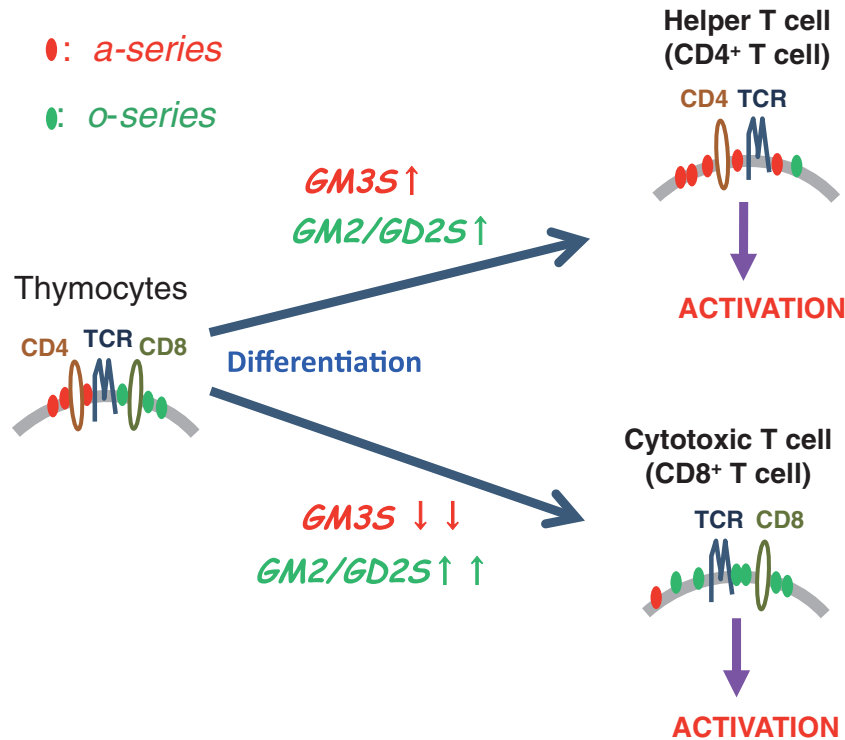 : a-series
: o-series
Helper T cell
(CD4⁺ T cell)
CD4 TCR
GM3S ↑
GM2/GD2S ↑
ACTIVATION
Thymocytes
CD4 TCR CD8
Differentiation
Cytotoxic T cell
(CD8⁺ T cell)
GM3S ↓ ↓
GM2/GD2S ↑ ↑
TCR CD8
ACTIVATION